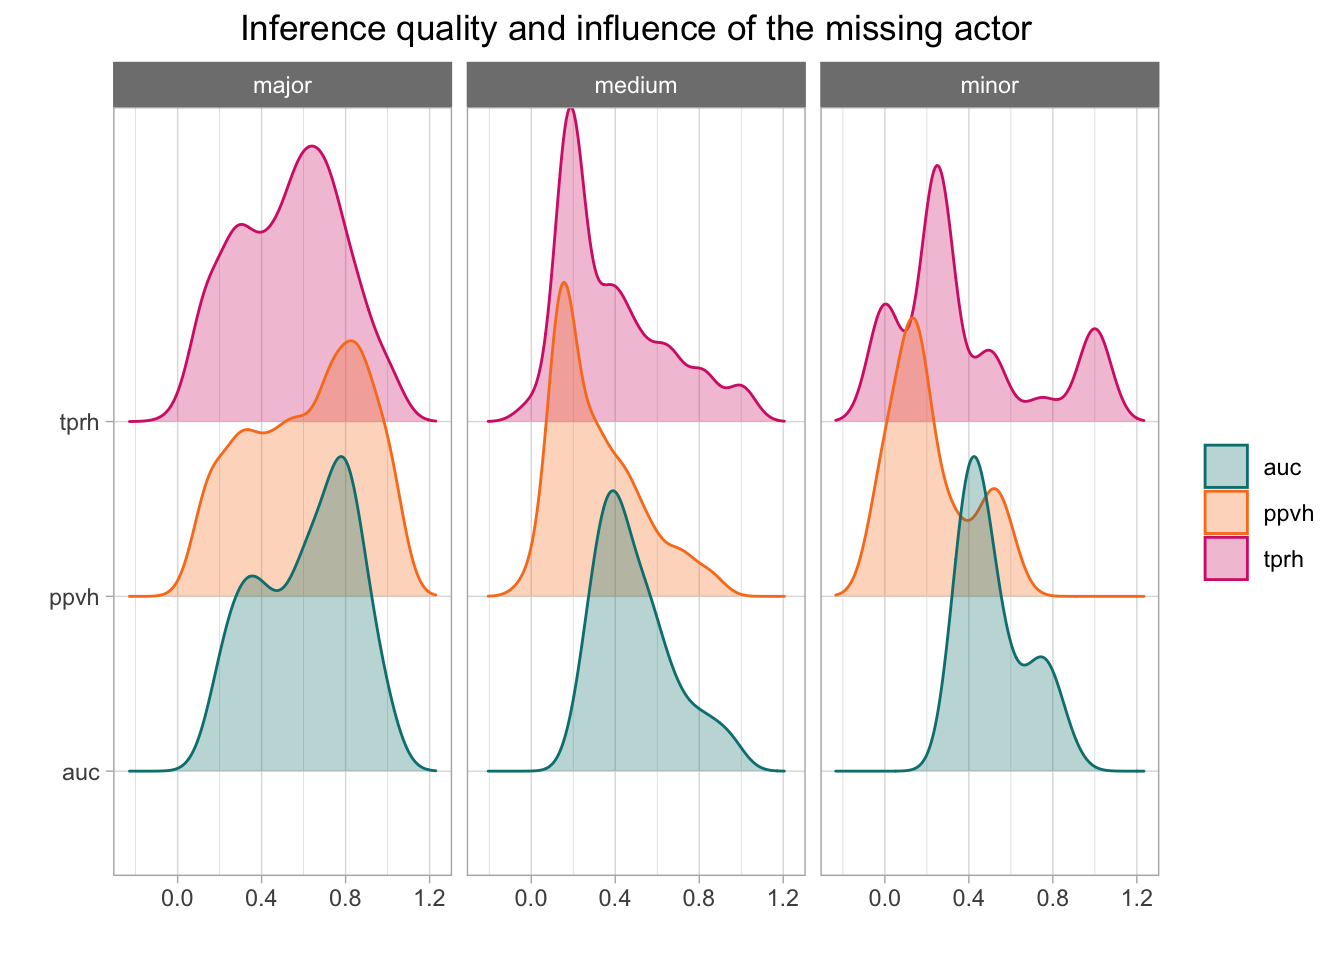 Inference quality and influence of the missing actor
major medium minor
tprh
ppvh
auc
0.0 0.4 0.8 1.2 0.0 0.4 0.8 1.2 0.0 0.4 0.8 1.2
auc
ppvh
tprh